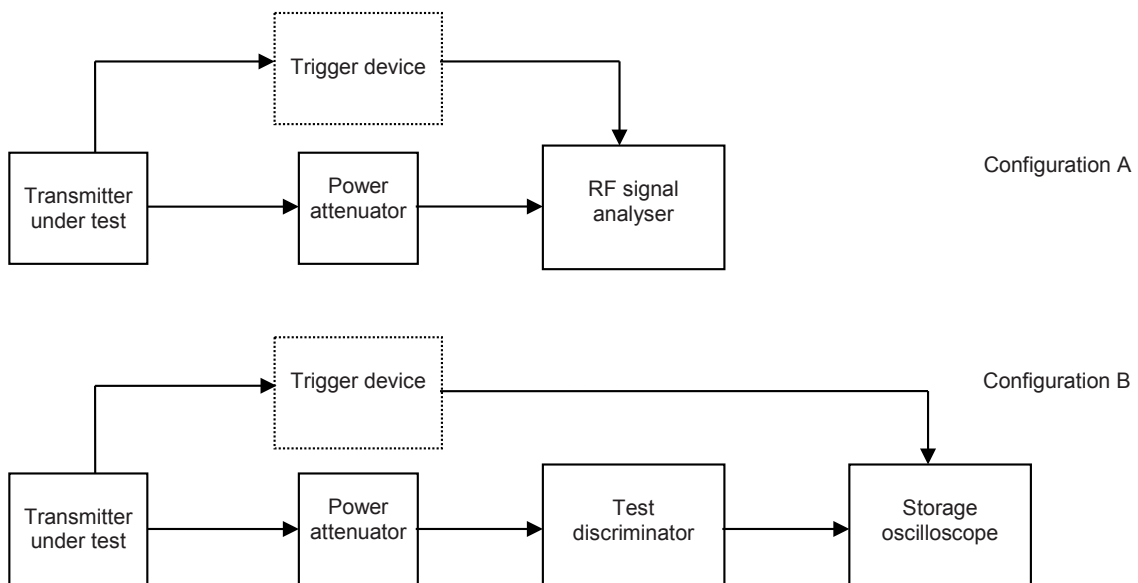 Trigger device
Transmitter
under test
Power
attenuator
RF signal
analyser
Configuration A
Trigger device
Configuration B
Transmitter
under test
Power
attenuator
Test
discriminator
Storage
oscilloscope